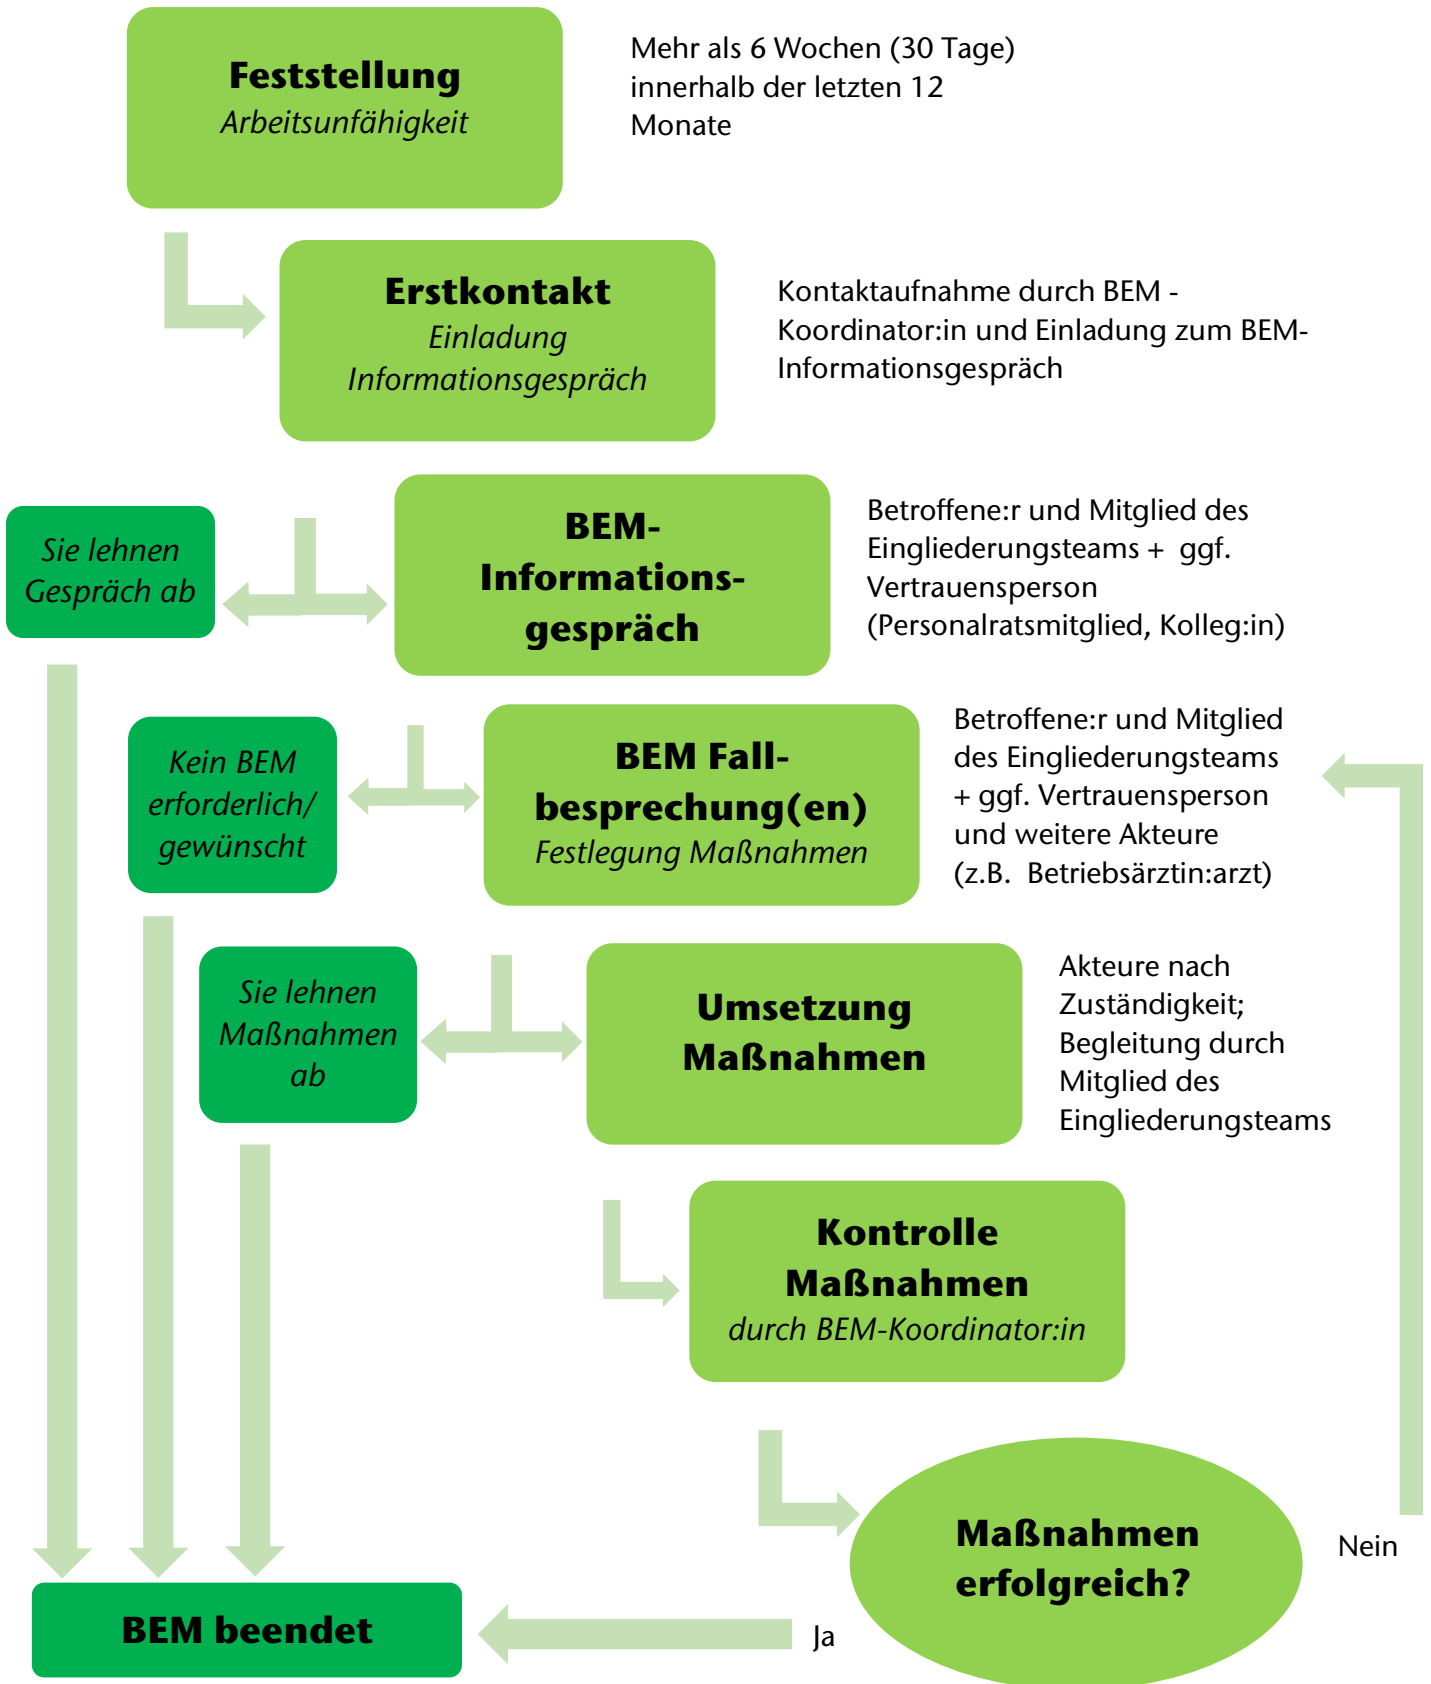 Feststellung
Arbeitsunfähigkeit
Mehr als 6 Wochen (30 Tage)
innerhalb der letzten 12
Monate
Erstkontakt
Einladung
Informationsgespräch
Kontaktaufnahme durch BEM -
Koordinator:in und Einladung zum BEM-
Informationsgespräch
Sie lehnen
Gespräch ab
BEM-
Informations-
gespräch
Betroffene:r und Mitglied des
Eingliederungsteams + ggf.
Vertrauensperson
(Personalratsmitglied, Kolleg:in)
Kein BEM
erforderlich/
gewünscht
BEM Fall-
besprechung(en)
Festlegung Maßnahmen
Betroffene:r und Mitglied
des Eingliederungsteams
+ ggf. Vertrauensperson
und weitere Akteure
(z.B. Betriebsärztin:arzt)
Sie lehnen
Maßnahmen
ab
Umsetzung
Maßnahmen
Akteure nach
Zuständigkeit;
Begleitung durch
Mitglied des
Eingliederungsteams
Kontrolle
Maßnahmen
durch BEM-Koordinator:in
Maßnahmen
erfolgreich?
Nein
Ja
BEM beendet